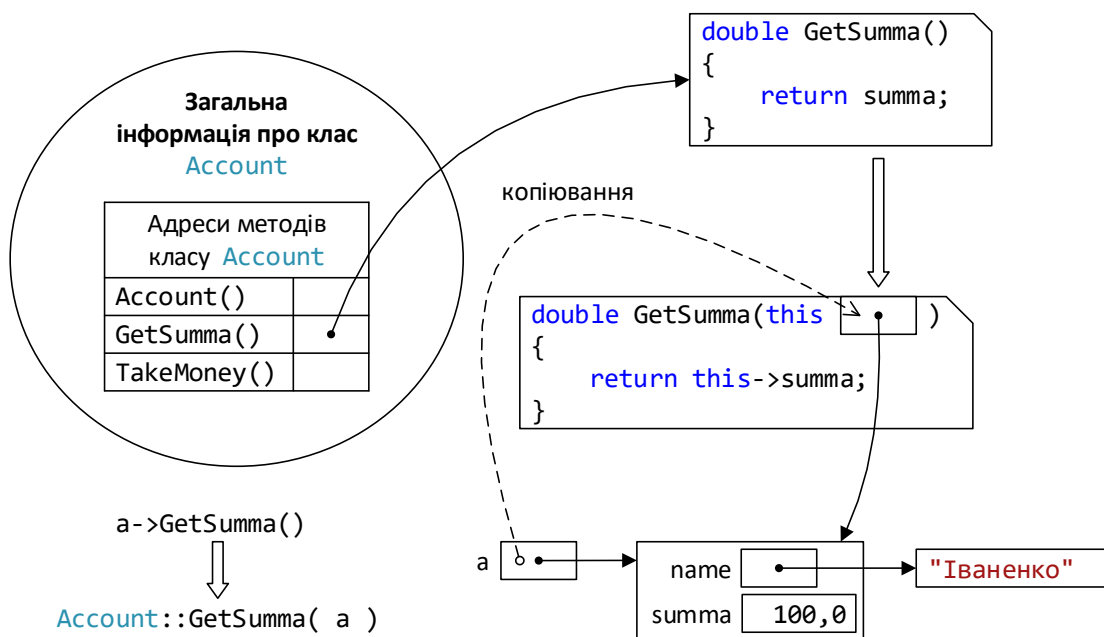 Загальна
інформація про клас
Account
Адреси методів
класу Account
Account()
GetSumma()
TakeMoney()
double GetSumma()
{
return summa;
}
копіювання
double GetSumma(this )
{
return this->summa;
}
a->GetSumma()
Account::GetSumma( a )
a
name
"Іваненко"
summa 100,0